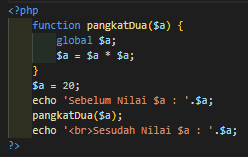 <?php
    function pangkatDua($a) {
        global $a;
        $a = $a * $a;
    }
    $a = 20;
    echo 'Sebelum Nilai $a : '.$a;
    pangkatDua($a);
    echo '<br>Sesudah Nilai $a : '.$a;
?>